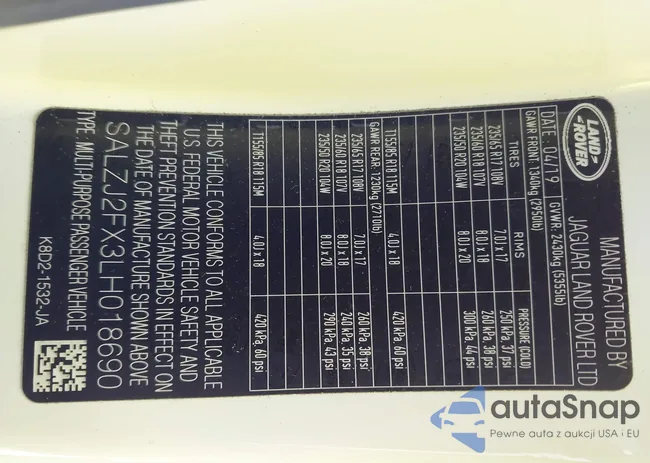 LAND
ROVER
MANUFACTURED BY
JAGUAR LAND ROVER LTD
DATE: 04/19 GVWR: 2430kg (5355lb)
GAWR FRONT: 1340kg (2950lb)
TIRES RIMS PRESSURE (COLD)
235/65 R17 108V 7.0J x 17 250 kPa, 37 psi
235/60 R18 107V 8.0J x 18 260 kPa, 38 psi
235/50 R20 104W 8.0J x 20 300 kPa, 44 psi
T155/85 R18 115M 4.0J x 18 420 kPa, 60 psi
GAWR REAR: 1230kg (2710lb)
235/65 R17 108V 7.0J x 17 260 kPa, 38 psi
235/60 R18 107V 8.0J x 18 240 kPa, 35 psi
235/50 R20 104W 8.0J x 20 290 kPa, 43 psi
T155/85 R18 115M 4.0J x 18 420 kPa, 60 psi
THIS VEHICLE CONFORMS TO ALL APPLICABLE
U.S. FEDERAL MOTOR VEHICLE SAFETY AND
THEFT PREVENTION STANDARDS IN EFFECT ON
THE DATE OF MANUFACTURE SHOWN ABOVE
SALZJ2FX3LH018690
TYPE: MULTI-PURPOSE PASSENGER VEHICLE
K8D2-1532-JA
autaSnap
Pewne auta z aukcji USA i EU